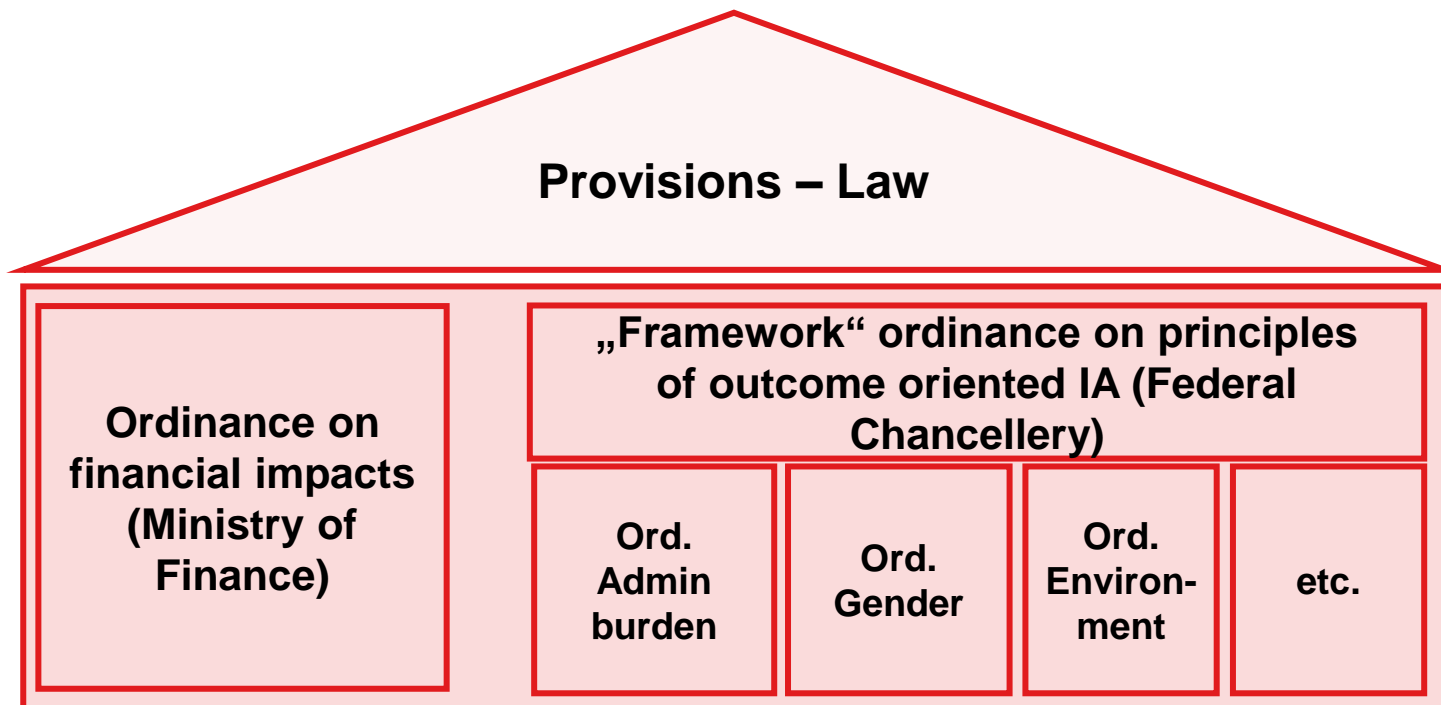 Provisions – Law
Ordinance on
financial impacts
(Ministry of
Finance)
„Framework“ ordinance on principles
of outcome oriented IA (Federal
Chancellery)
Ord.
Admin
burden
Ord.
Gender
Ord.
Environ-
ment
etc.